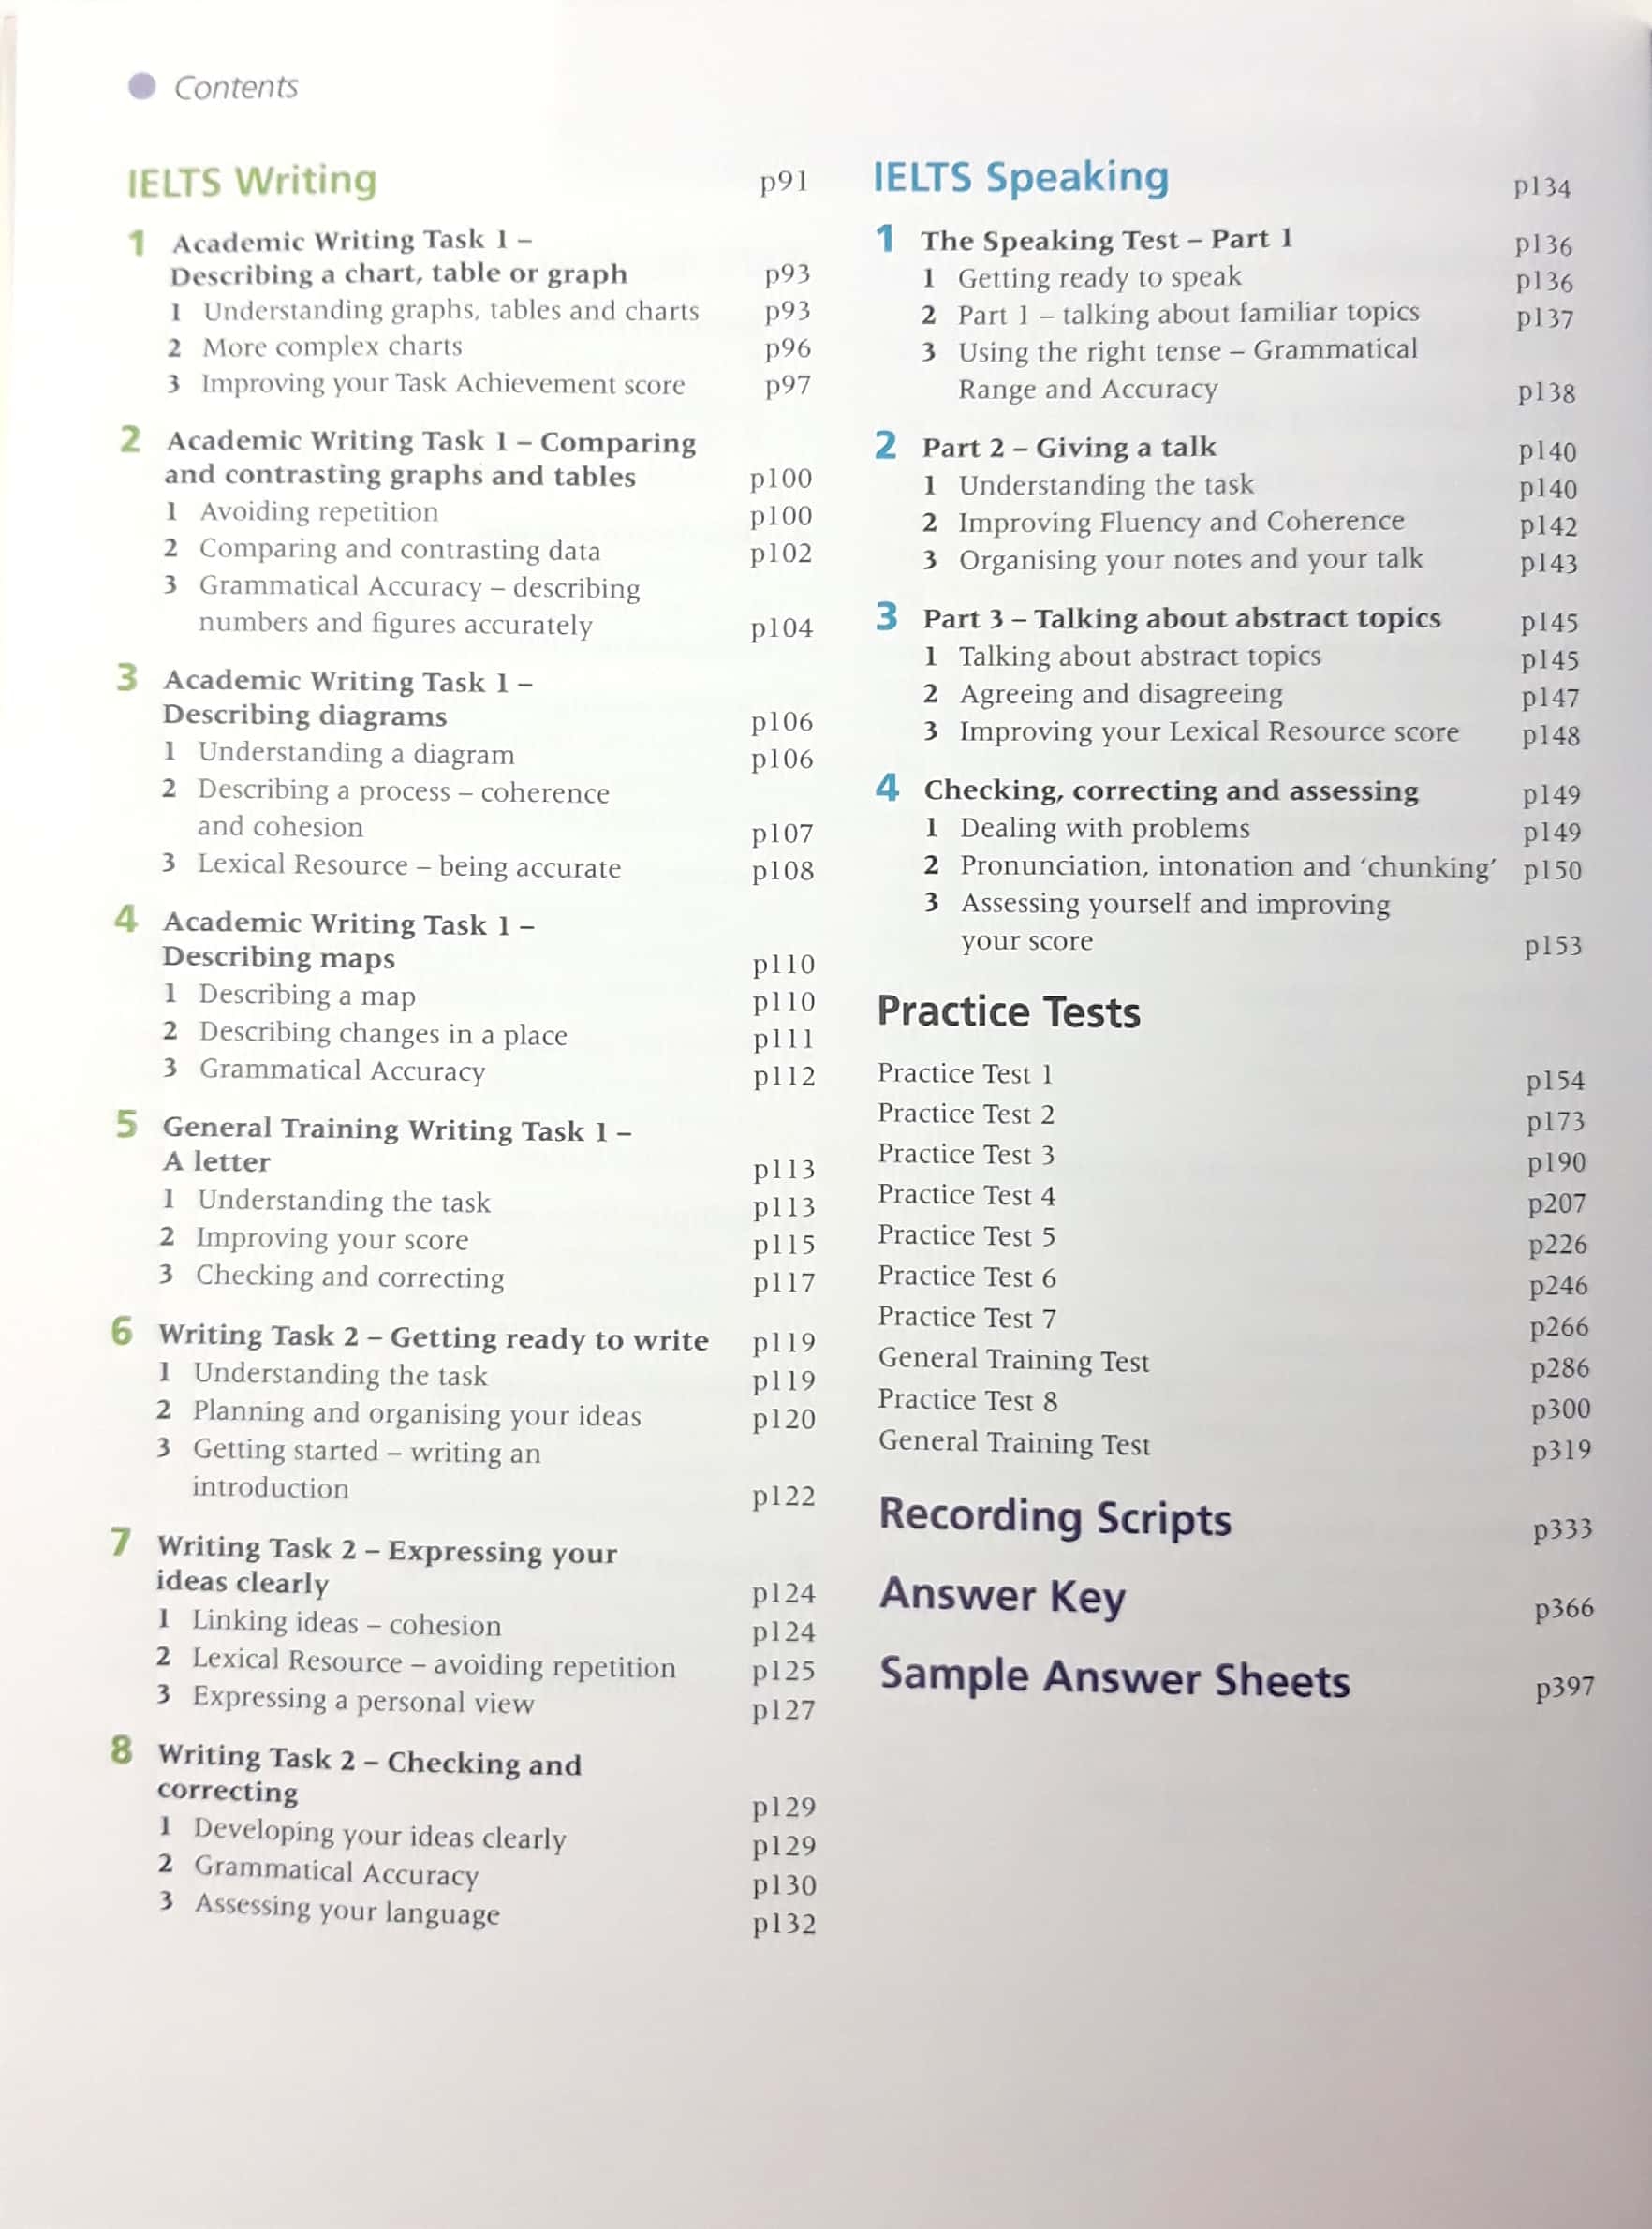 Contents
IELTS Writing p91
1 Academic Writing Task 1 –
Describing a chart, table or graph p93
1 Understanding graphs, tables and charts p93
2 More complex charts p96
3 Improving your Task Achievement score p97
2 Academic Writing Task 1 – Comparing
and contrasting graphs and tables p100
1 Avoiding repetition p100
2 Comparing and contrasting data p102
3 Grammatical Accuracy – describing
numbers and figures accurately p104
3 Academic Writing Task 1 –
Describing diagrams p106
1 Understanding a diagram p106
2 Describing a process – coherence
and cohesion p107
3 Lexical Resource – being accurate p108
4 Academic Writing Task 1 –
Describing maps p110
1 Describing a map p110
2 Describing changes in a place p111
3 Grammatical Accuracy p112
5 General Training Writing Task 1 –
A letter p113
1 Understanding the task p113
2 Improving your score p115
3 Checking and correcting p117
6 Writing Task 2 – Getting ready to write p119
1 Understanding the task p119
2 Planning and organising your ideas p120
3 Getting started – writing an
introduction p122
7 Writing Task 2 – Expressing your
ideas clearly p124
1 Linking ideas – cohesion p124
2 Lexical Resource – avoiding repetition p125
3 Expressing a personal view p127
8 Writing Task 2 – Checking and
correcting p129
1 Developing your ideas clearly p129
2 Grammatical Accuracy p130
3 Assessing your language p132
IELTS Speaking p134
1 The Speaking Test – Part 1 p136
1 Getting ready to speak p136
2 Part 1 – talking about familiar topics p137
3 Using the right tense – Grammatical
Range and Accuracy p138
2 Part 2 – Giving a talk p140
1 Understanding the task p140
2 Improving Fluency and Coherence p142
3 Organising your notes and your talk p143
3 Part 3 – Talking about abstract topics p145
1 Talking about abstract topics p145
2 Agreeing and disagreeing p147
3 Improving your Lexical Resource score p148
4 Checking, correcting and assessing p149
1 Dealing with problems p149
2 Pronunciation, intonation and ‘chunking’ p150
3 Assessing yourself and improving
your score p153
Practice Tests
Practice Test 1 p154
Practice Test 2 p173
Practice Test 3 p190
Practice Test 4 p207
Practice Test 5 p226
Practice Test 6 p246
Practice Test 7 p266
General Training Test p286
Practice Test 8 p300
General Training Test p319
Recording Scripts p333
Answer Key p366
Sample Answer Sheets p397